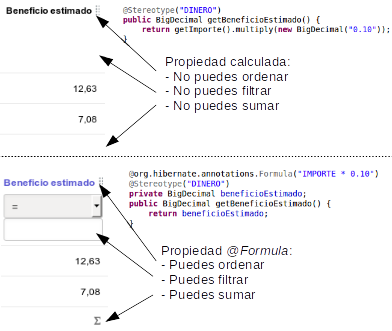 Beneficio estimado
@Stereotype("DINERO")
public BigDecimal getBeneficioEstimado() {
return getImporte().multiply(new BigDecimal("0.10"));
}
Propiedad calculada:
- No puedes ordenar
- No puedes filtrar
- No puedes sumar
12,63
7,08
Beneficio estimado
=
12,63
7,08
Σ
@org.hibernate.annotations.Formula("IMPORTE * 0.10")
@Stereotype("DINERO")
private BigDecimal beneficioEstimado;
public BigDecimal getBeneficioEstimado() {
return beneficioEstimado;
}
Propiedad @Formula:
- Puedes ordenar
- Puedes filtrar
- Puedes sumar